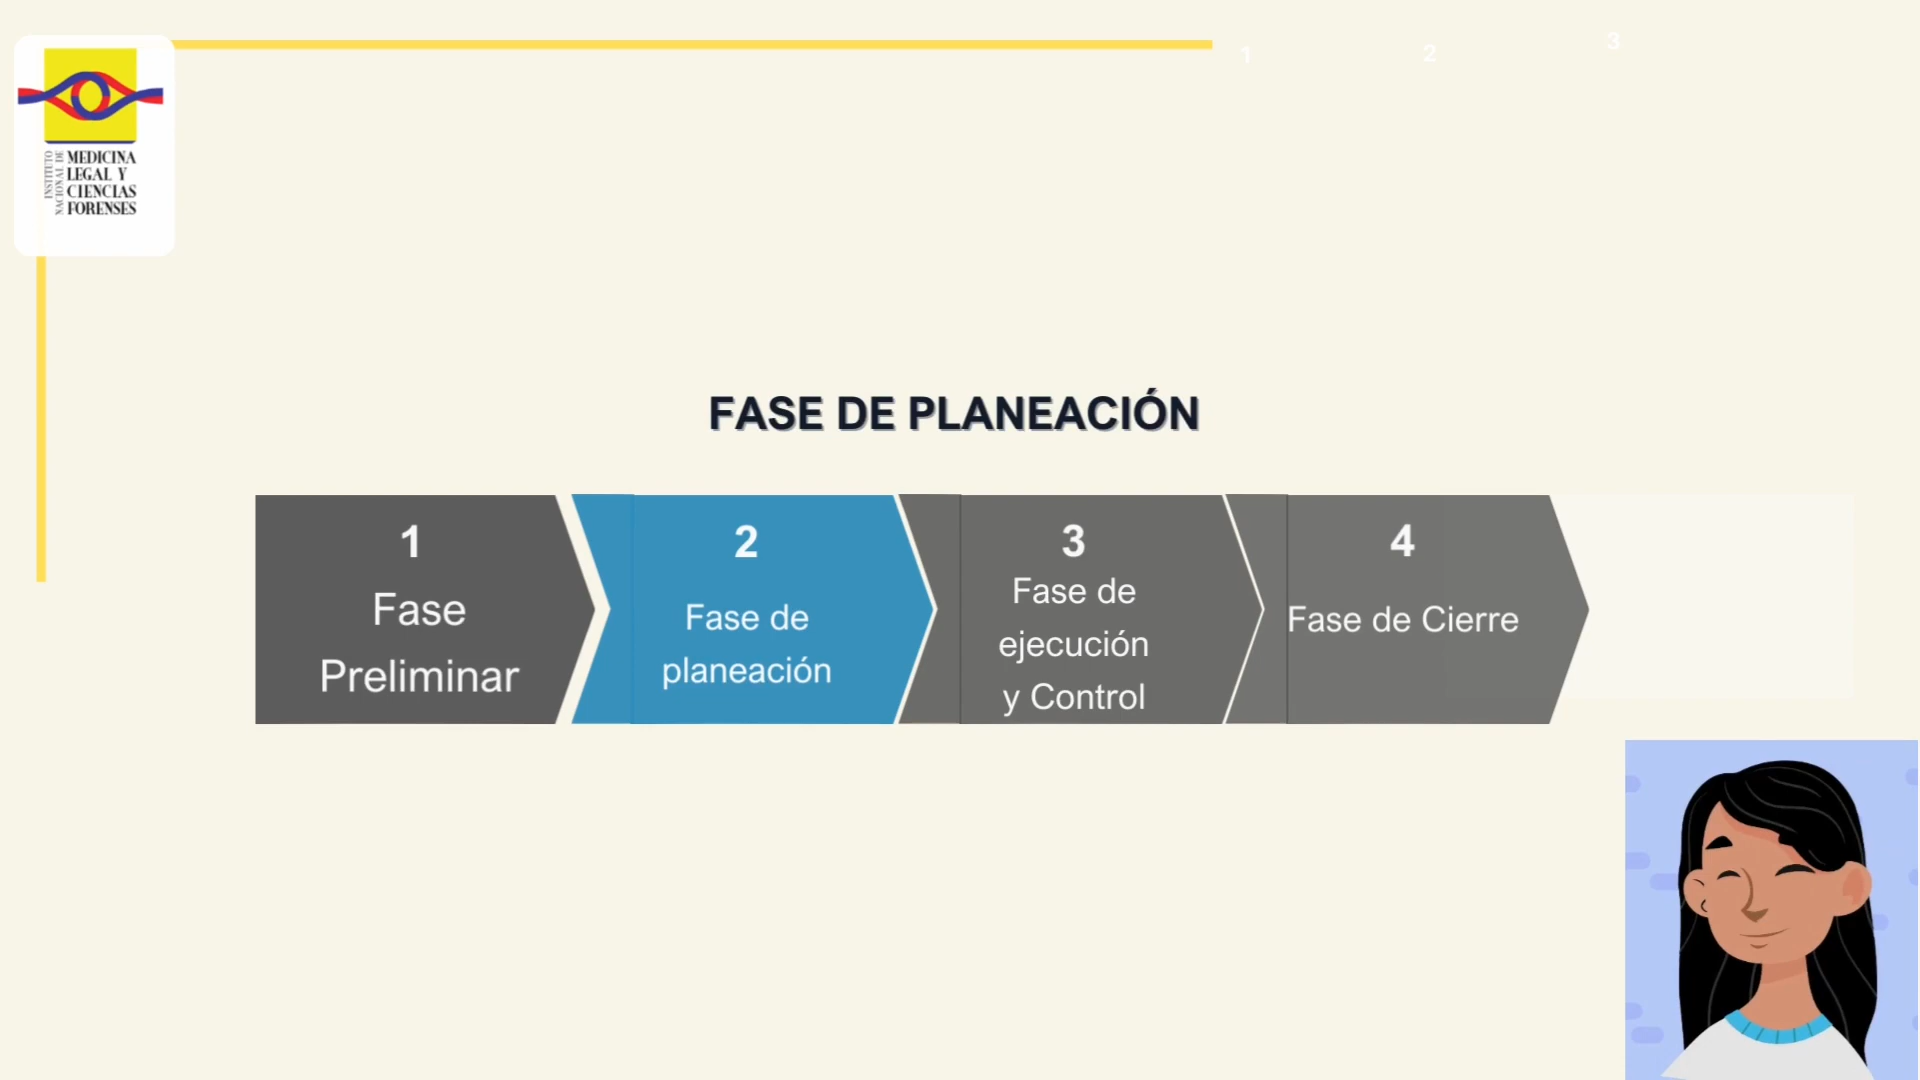 1
2
3
INSTITUTO
NACIONAL DE
MEDICINA
LEGAL Y
CIENCIAS
FORENSES
FASE DE PLANEACIÓN
1
Fase
Preliminar
2
Fase de
planeación
3
Fase de
ejecución
y Control
4
Fase de Cierre